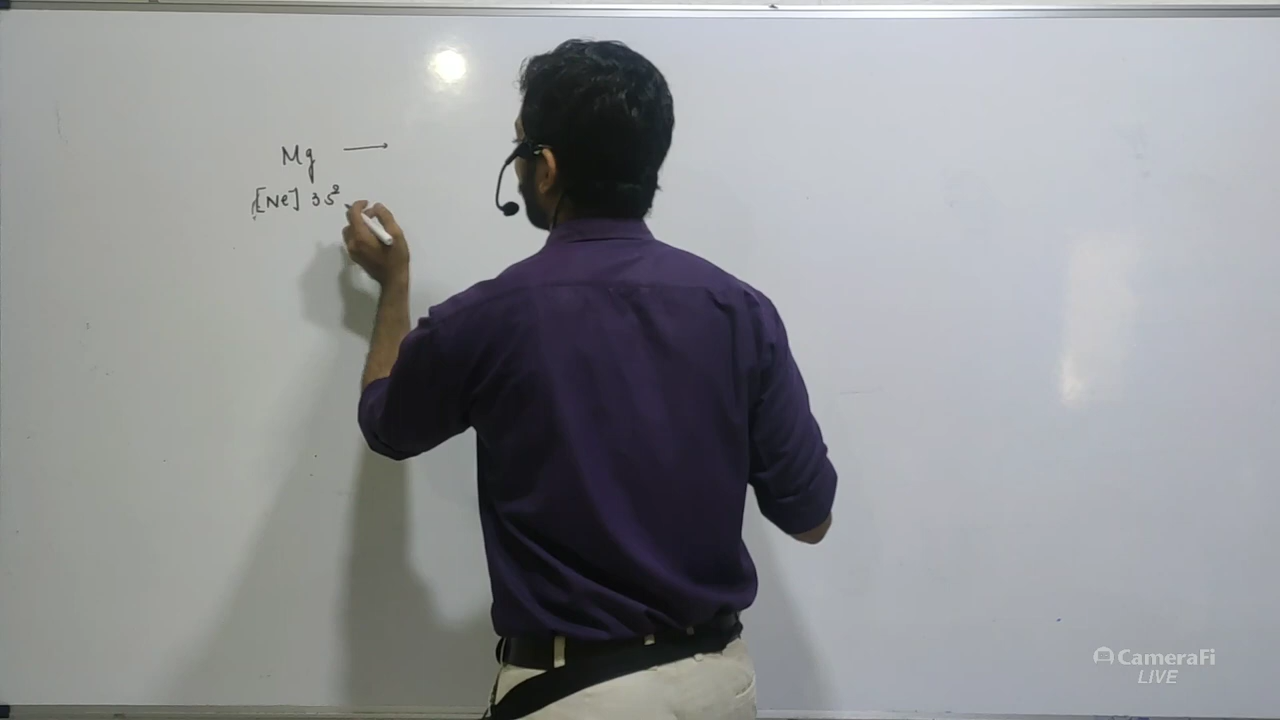 Mg →
[Ne] 3s²
CameraFi
LIVE